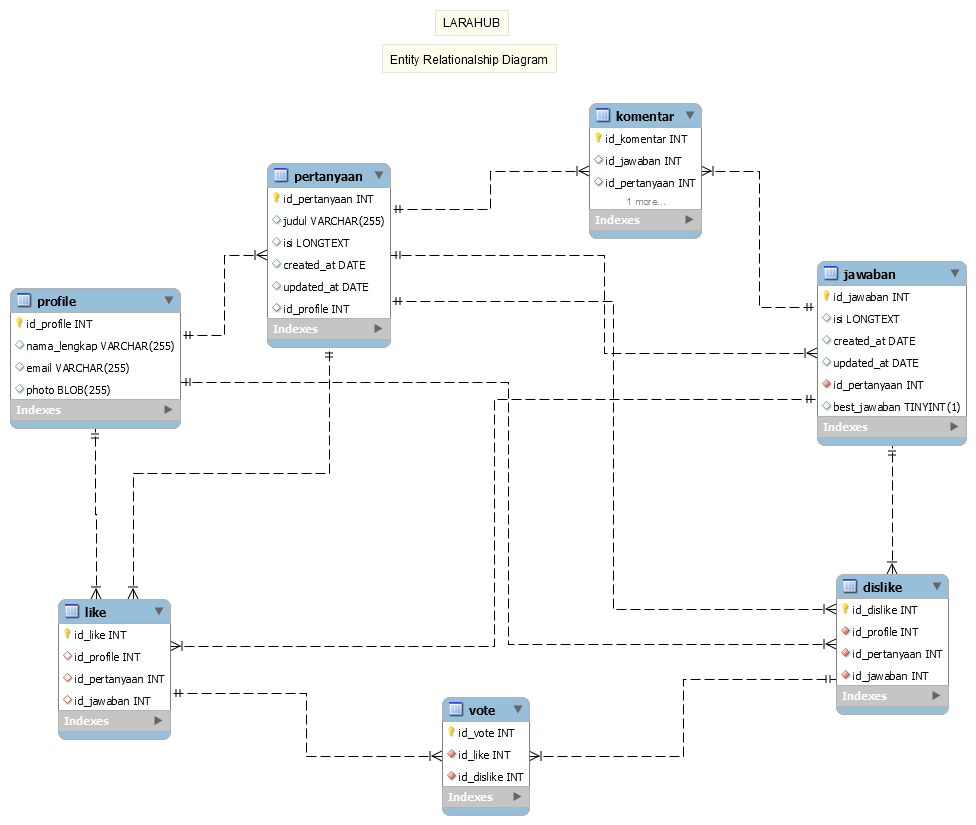 LARAHUB
Entity Relationalship Diagram
komentar
id_komentar INT
id_jawaban INT
id_pertanyaan INT
1 more...
Indexes
pertanyaan
id_pertanyaan INT
judul VARCHAR(255)
isi LONGTEXT
created_at DATE
updated_at DATE
id_profile INT
Indexes
jawaban
id_jawaban INT
isi LONGTEXT
created_at DATE
updated_at DATE
id_pertanyaan INT
best_jawaban TINYINT(1)
Indexes
profile
id_profile INT
nama_lengkap VARCHAR(255)
email VARCHAR(255)
photo BLOB(255)
Indexes
like
id_like INT
id_profile INT
id_pertanyaan INT
id_jawaban INT
Indexes
dislike
id_dislike INT
id_profile INT
id_pertanyaan INT
id_jawaban INT
Indexes
vote
id_vote INT
id_like INT
id_dislike INT
Indexes